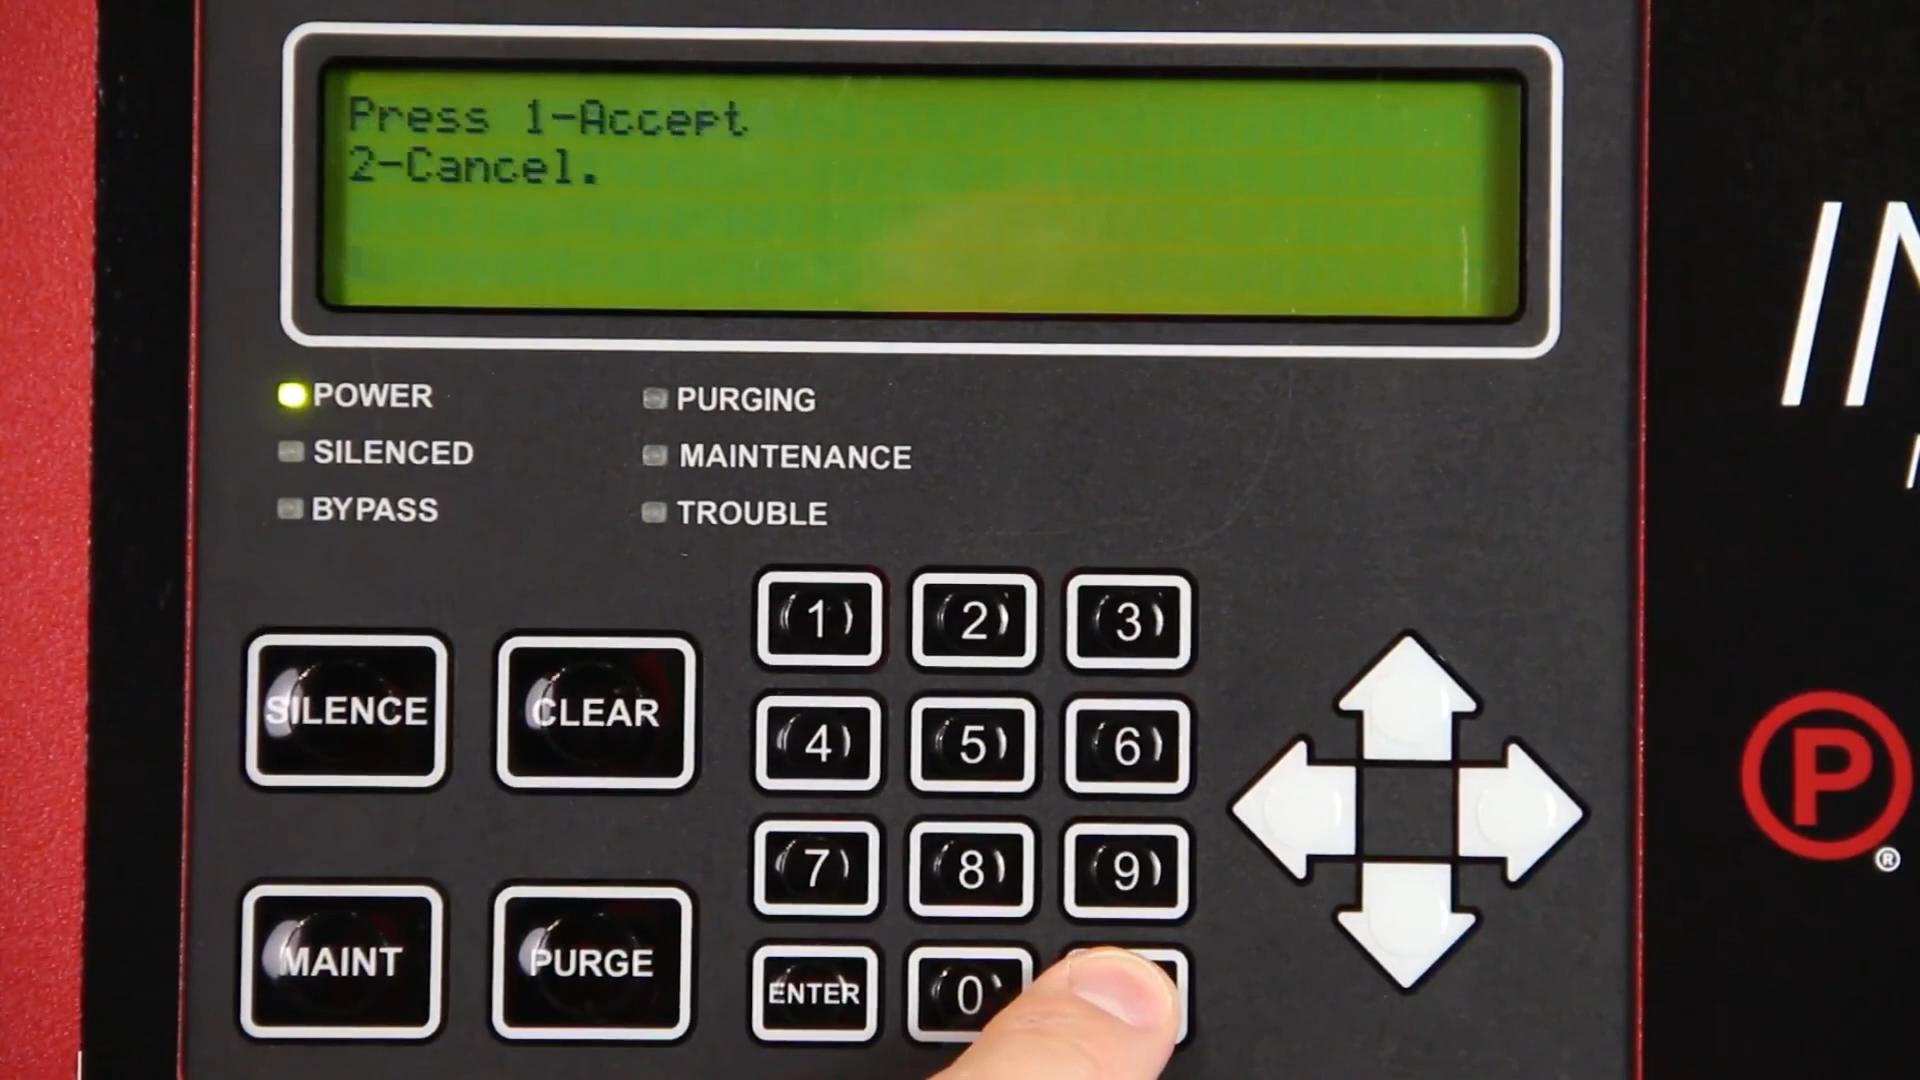 Press 1-Accept
2-Cancel.
POWER
PURGING
SILENCED
MAINTENANCE
BYPASS
TROUBLE
1 2 3
SILENCE CLEAR
4 5 6
7 8 9
MAINT PURGE
ENTER 0
P
®